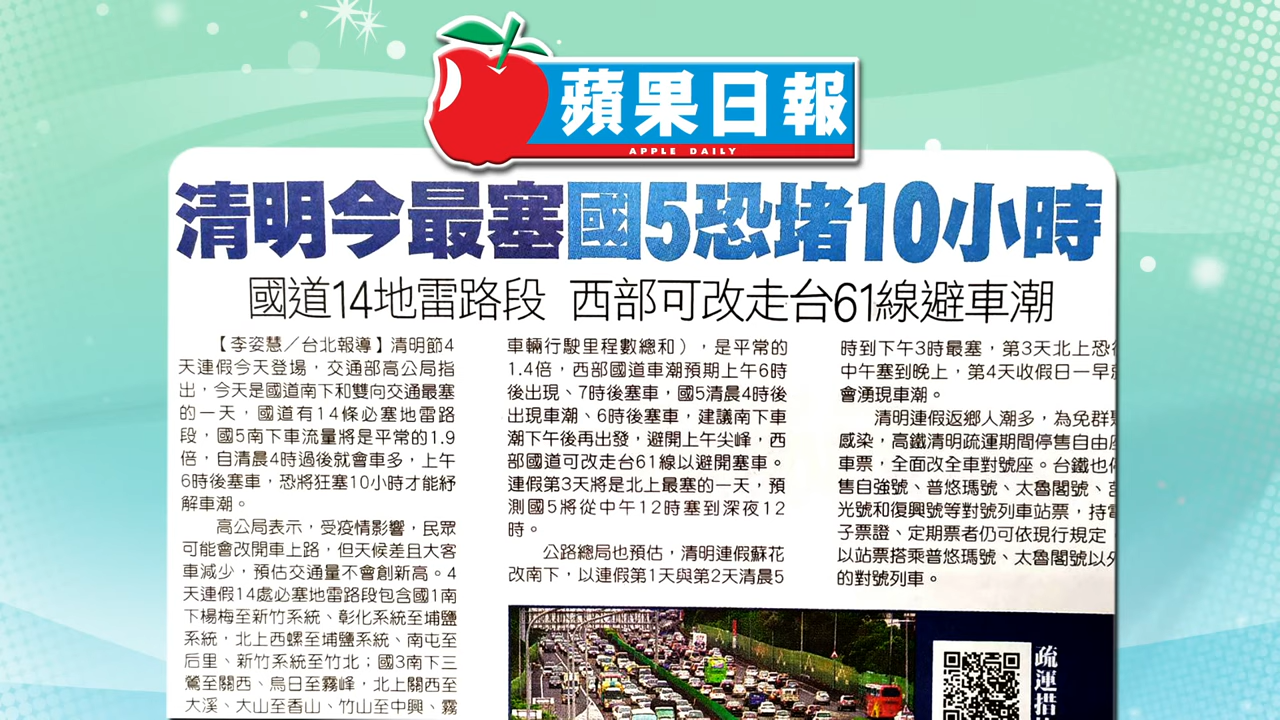 蘋果日報
APPLE DAILY
清明今最塞國5恐堵10小時
國道14地雷路段 西部可改走台61線避車潮
【李姿慧／台北報導】清明節4
天連假今天登場，交通部高公局指
出，今天是國道南下和雙向交通最塞
的一天，國道有14條必塞地雷路
段，國5南下車流量將是平常的1.9
倍，自清晨4時過後就會車多，上午
6時後塞車，恐將狂塞10小時才能紓
解車潮。
高公局表示，受疫情影響，民眾
可能會改開車上路，但天候差且大客
車減少，預估交通量不會創新高。4
天連假14處必塞地雷路段包含國1南
下楊梅至新竹系統、彰化系統至埔鹽
系統，北上西螺至埔鹽系統、南屯至
后里、新竹系統至竹北；國3南下三
鶯至關西、烏日至霧峰，北上關西至
大溪、大山至香山、竹山至中興、霧
車輛行駛里程數總和），是平常的
1.4倍，西部國道車潮預期上午6時
後出現、7時後塞車，國5清晨4時後
出現車潮、6時後塞車，建議南下車
潮下午後再出發，避開上午尖峰，西
部國道可改走台61線以避開塞車。
連假第3天將是北上最塞的一天，預
測國5將從中午12時塞到深夜12
時。
公路總局也預估，清明連假蘇花
改南下，以連假第1天與第2天清晨5
時到下午3時最塞，第3天北上恐
中午塞到晚上，第4天收假日一早
會湧現車潮。
清明連假返鄉人潮多，為免群
感染，高鐵清明疏運期間停售自由
車票，全面改全車對號座。台鐵也
售自強號、普悠瑪號、太魯閣號、
光號和復興號等對號列車站票，持
子票證、定期票者仍可依現行規定
以站票搭乘普悠瑪號、太魯閣號以
的對號列車。
疏運措